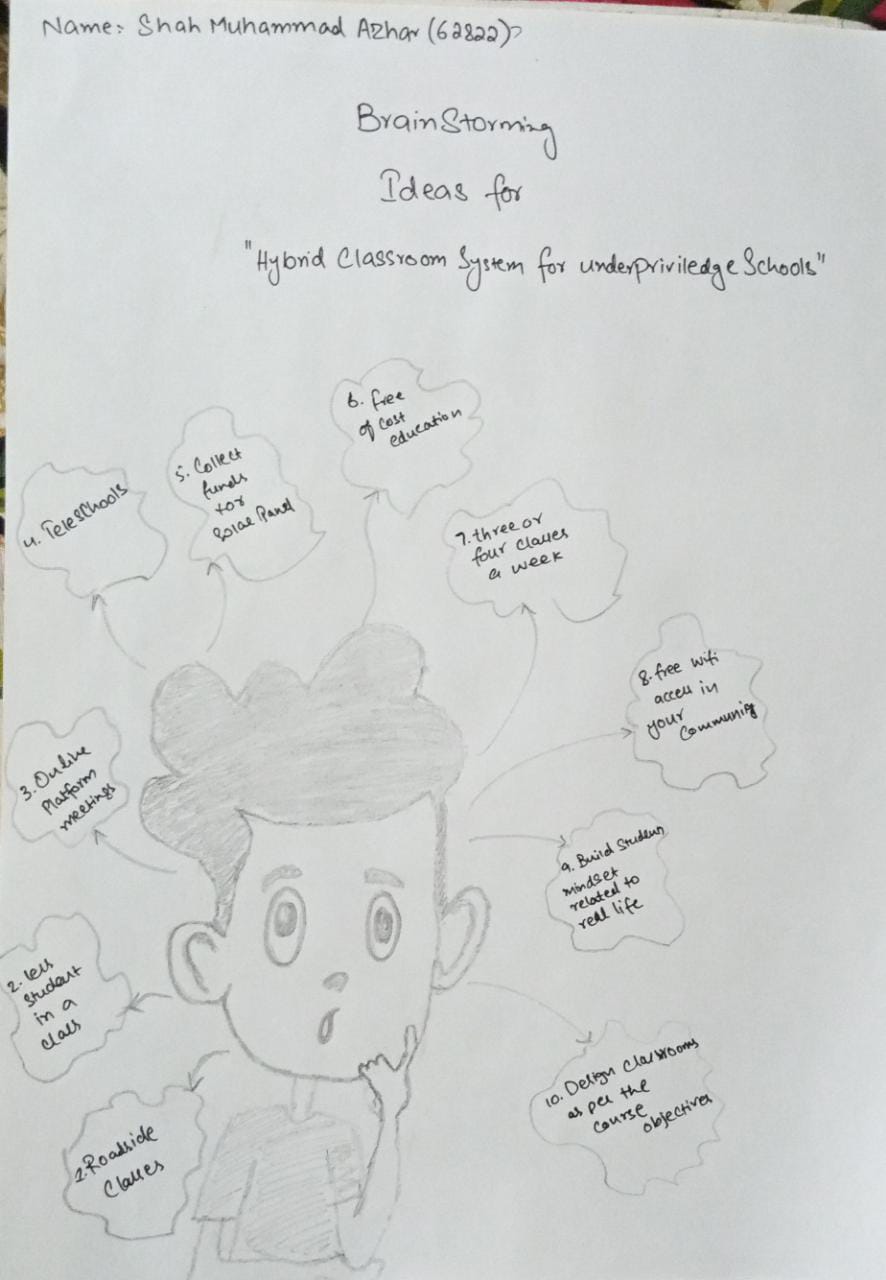 Name: Shah Muhammad Azhar (62822)
BrainStorming
Ideas for
"Hybrid Classroom System for underpriviledge Schools"
6. free
of cost
education
5. Collect
funds
for
Solar Panel
4. TeleSchools
7. three or
four classes
a week
8. free wifi
access in
your
Community
3. Online
Platform
meetings
9. Build Student
mindset
related to
real life
2. less
Student
in a
class
10. Design Classrooms
as per the
course
objectives
1. Roadside
Classes